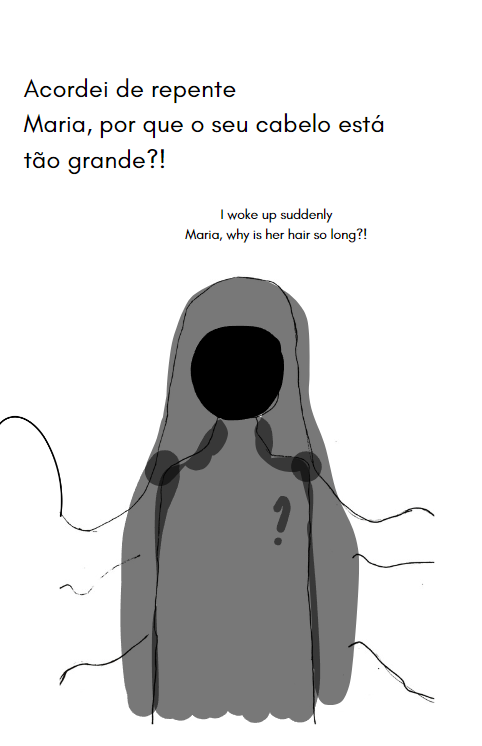 Acordei de repente
Maria, por que o seu cabelo está
tão grande?!
I woke up suddenly
Maria, why is her hair so long?!
?